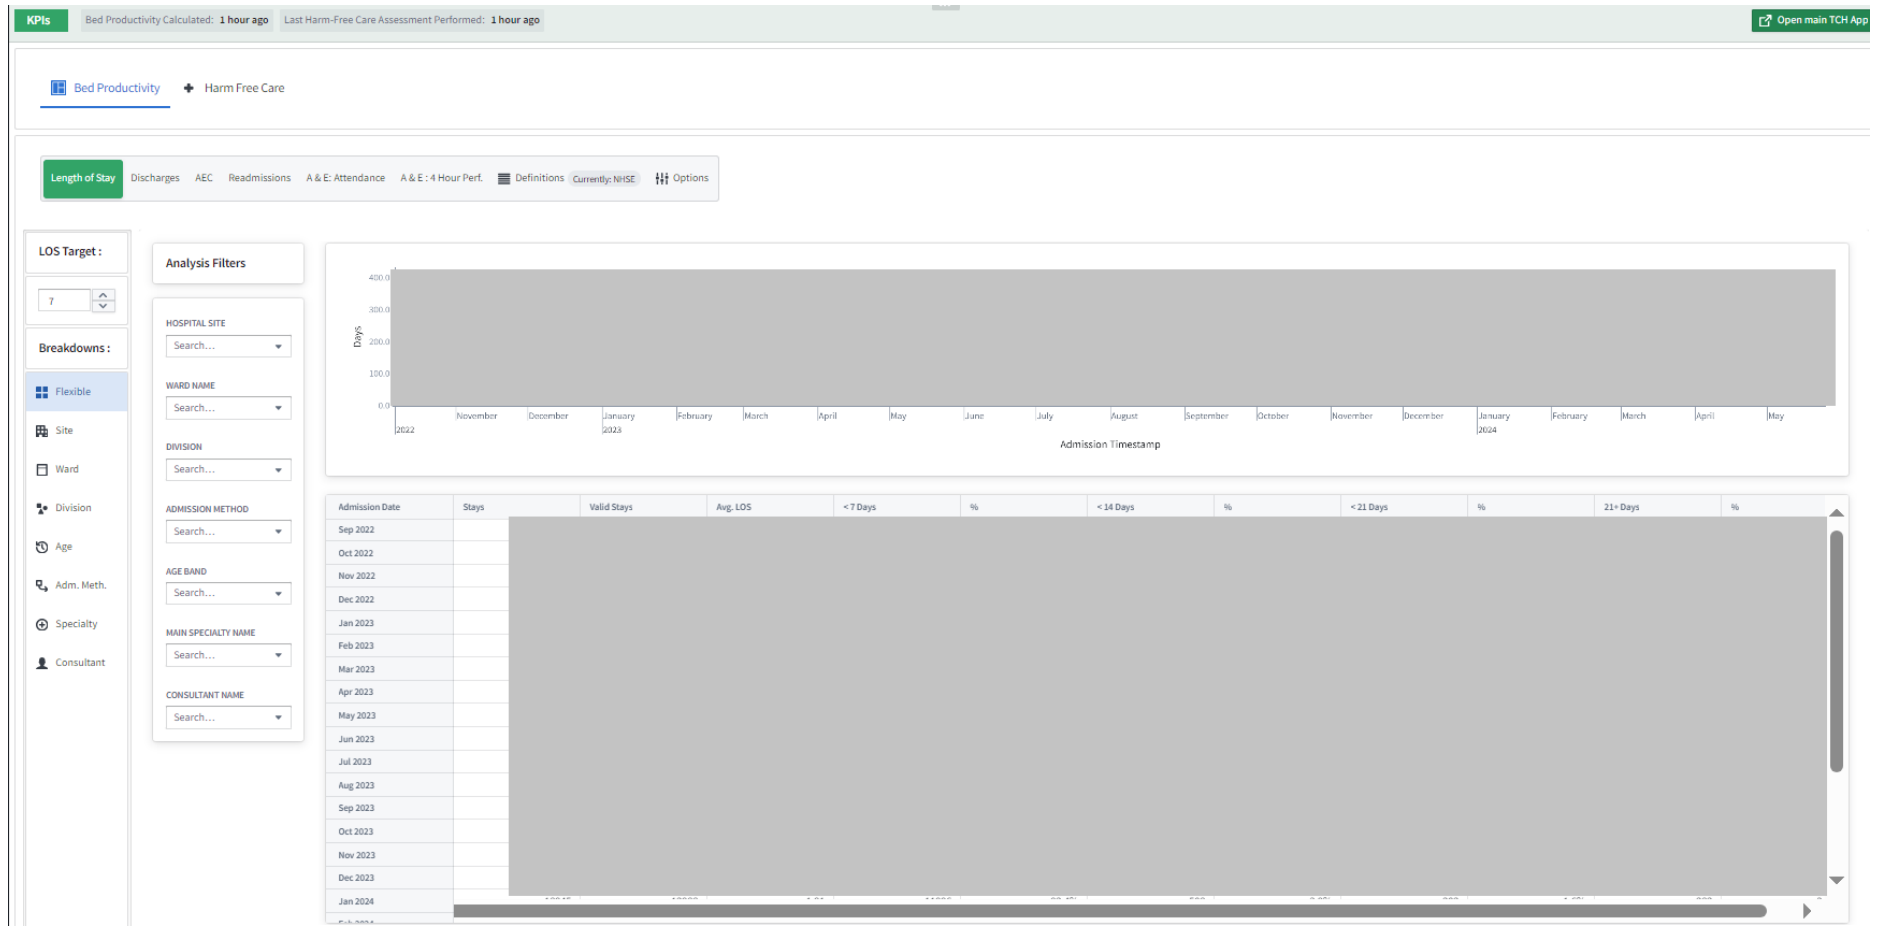 KPIs Bed Productivity Calculated: 1 hour ago Last Harm-Free Care Assessment Performed: 1 hour ago Open main TCH App
Bed Productivity Harm Free Care
Length of Stay Discharges AEC Readmissions A & E: Attendance A & E : 4 Hour Perf. Definitions Currently: NHSE Options
LOS Target :
7
Breakdowns :
Flexible
Site
Ward
Division
Age
Adm. Meth.
Specialty
Consultant
Analysis Filters
HOSPITAL SITE
Search...
WARD NAME
Search...
DIVISION
Search...
ADMISSION METHOD
Search...
AGE BAND
Search...
MAIN SPECIALTY NAME
Search...
CONSULTANT NAME
Search...
Days
400.0
300.0
200.0
100.0
0.0
November December January February March April May June July August September October November December January February March April May
2022 2023 2024
Admission Timestamp
Admission Date Stays Valid Stays Avg. LOS < 7 Days % < 14 Days % < 21 Days % 21+ Days %
Sep 2022
Oct 2022
Nov 2022
Dec 2022
Jan 2023
Feb 2023
Mar 2023
Apr 2023
May 2023
Jun 2023
Jul 2023
Aug 2023
Sep 2023
Oct 2023
Nov 2023
Dec 2023
Jan 2024